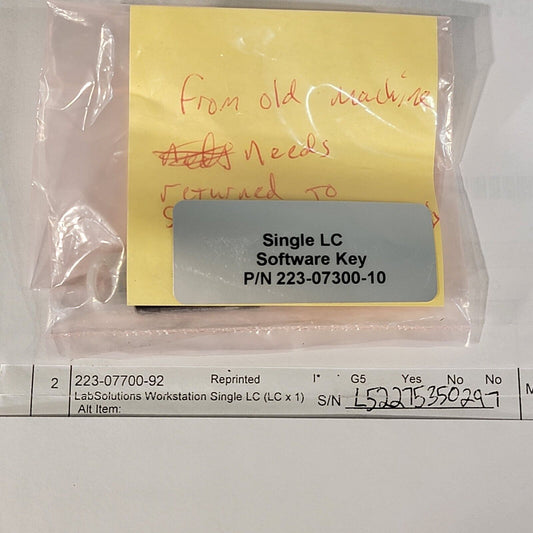 From old machine
Needs
returned to
Single LC
Software Key
P/N 223-07300-10
2 223-07700-92 Reprinted I* G5 Yes No No
LabSolutions Workstation Single LC (LC x 1) S/N L52275350297
Alt Item: